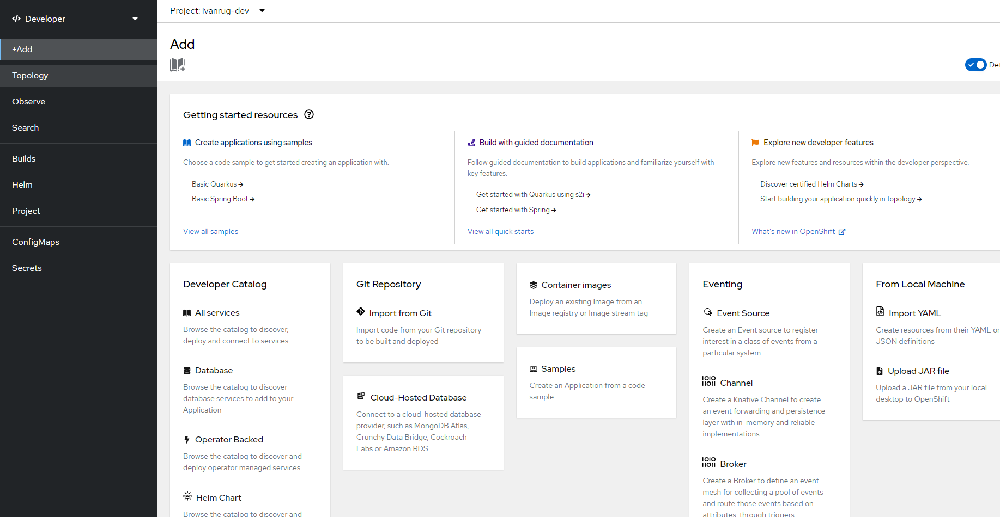 Developer
+Add
Topology
Observe
Search
Builds
Helm
Project
ConfigMaps
Secrets
Project: ivanrug-dev
Add
Getting started resources
Create applications using samples
Choose a code sample to get started creating an application with.
Basic Quarkus
Basic Spring Boot
View all samples
Build with guided documentation
Follow guided documentation to build applications and familiarize yourself with
key features.
Get started with Quarkus using s2i
Get started with Spring
View all quick starts
Explore new developer features
Explore new features and resources within the developer perspective.
Discover certified Helm Charts
Start building your application quickly in topology
What's new in OpenShift
Developer Catalog
All services
Browse the catalog to discover,
deploy and connect to services
Database
Browse the catalog to discover
database services to add to your
Application
Operator Backed
Browse the catalog to discover and
deploy operator managed services
HELM
Helm Chart
Browse the catalog to discover and
Git Repository
Import from Git
Import code from your Git repository
to be built and deployed
Cloud-Hosted Database
Connect to a cloud-hosted database
provider, such as MongoDB Atlas,
Crunchy Data Bridge, Cockroach
Labs or Amazon RDS
Container images
Deploy an existing Image from an
Image registry or Image stream tag
Samples
Create an Application from a code
sample
Eventing
Event Source
Create an Event source to register
interest in a class of events from a
particular system
Channel
Create a Knative Channel to create
an event forwarding and persistence
layer with in-memory and reliable
implementations
Broker
Create a Broker to define an event
mesh for collecting a pool of events
and route those events based on
attributes, through triggers
From Local Machine
Import YAML
Create resources from their YAML or
JSON definitions
Upload JAR file
Upload a JAR file from your local
desktop to OpenShift